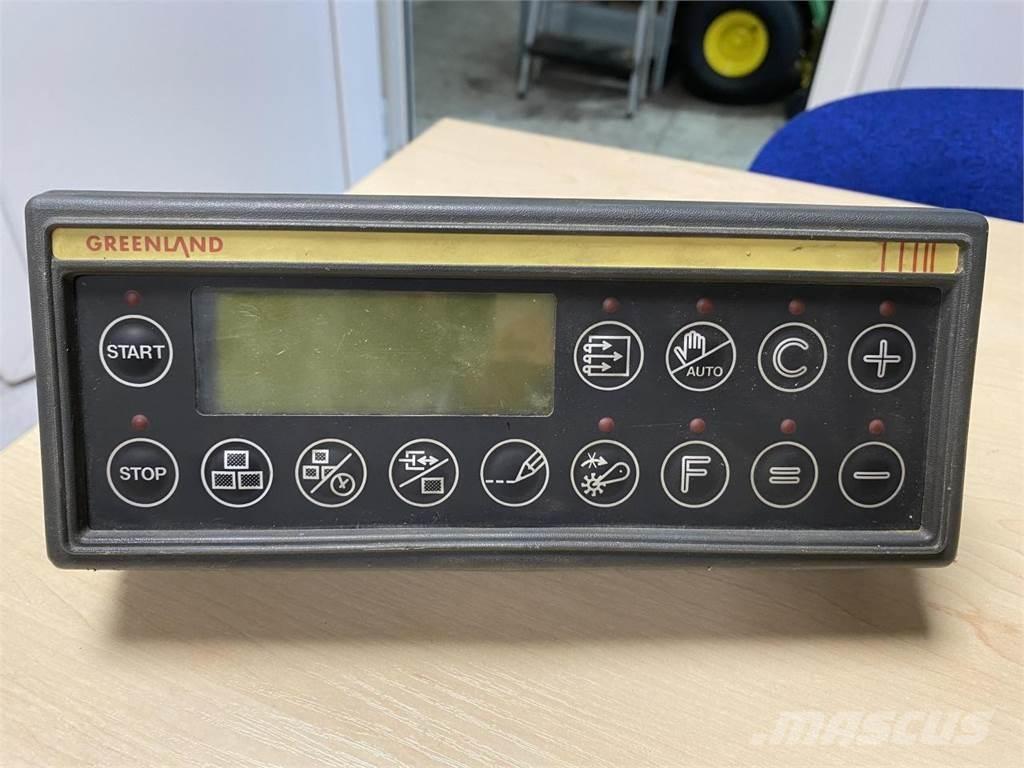 GREENLAND
START
AUTO
C
+
STOP
F
=
−
MASCUS